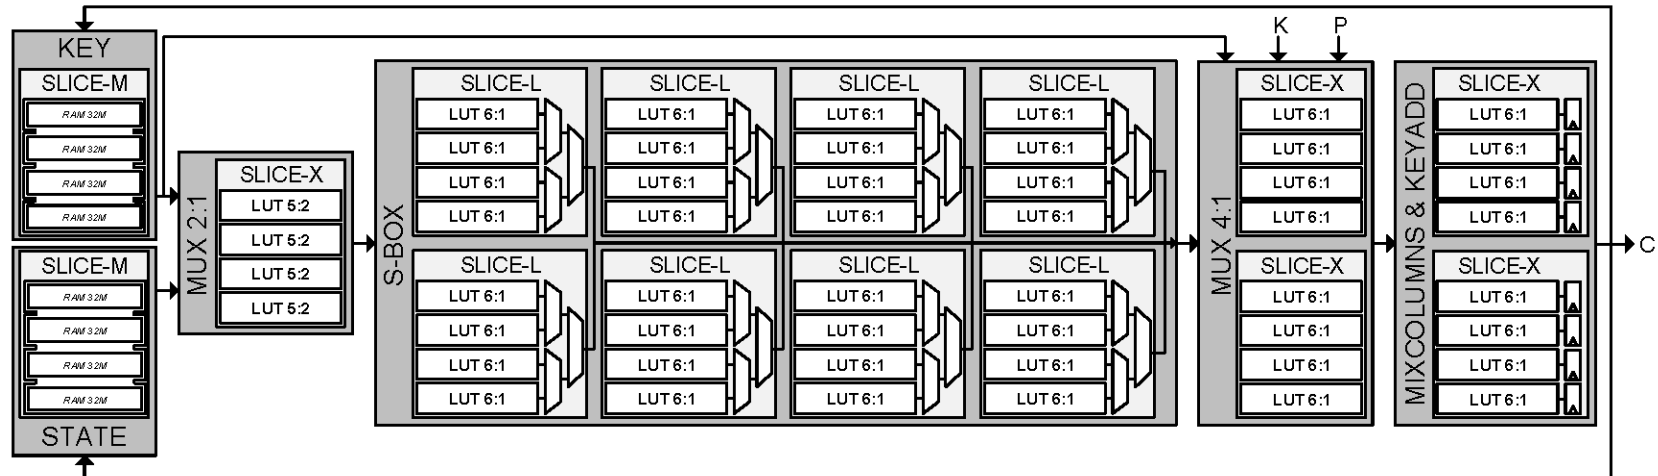 KEY
SLICE-M
RAM 32M
RAM 32M
RAM 32M
RAM 32M
SLICE-M
RAM 32M
RAM 32M
RAM 32M
RAM 32M
STATE
MUX 2:1
SLICE-X
LUT 5:2
LUT 5:2
LUT 5:2
LUT 5:2
S-BOX
SLICE-L
LUT 6:1
LUT 6:1
LUT 6:1
LUT 6:1
SLICE-L
LUT 6:1
LUT 6:1
LUT 6:1
LUT 6:1
SLICE-L
LUT 6:1
LUT 6:1
LUT 6:1
LUT 6:1
SLICE-L
LUT 6:1
LUT 6:1
LUT 6:1
LUT 6:1
SLICE-L
LUT 6:1
LUT 6:1
LUT 6:1
LUT 6:1
SLICE-L
LUT 6:1
LUT 6:1
LUT 6:1
LUT 6:1
SLICE-L
LUT 6:1
LUT 6:1
LUT 6:1
LUT 6:1
SLICE-L
LUT 6:1
LUT 6:1
LUT 6:1
LUT 6:1
K
P
MUX 4:1
SLICE-X
LUT 6:1
LUT 6:1
LUT 6:1
LUT 6:1
SLICE-X
LUT 6:1
LUT 6:1
LUT 6:1
LUT 6:1
MIXCOLUMNS & KEYADD
SLICE-X
LUT 6:1
LUT 6:1
LUT 6:1
LUT 6:1
SLICE-X
LUT 6:1
LUT 6:1
LUT 6:1
LUT 6:1
C